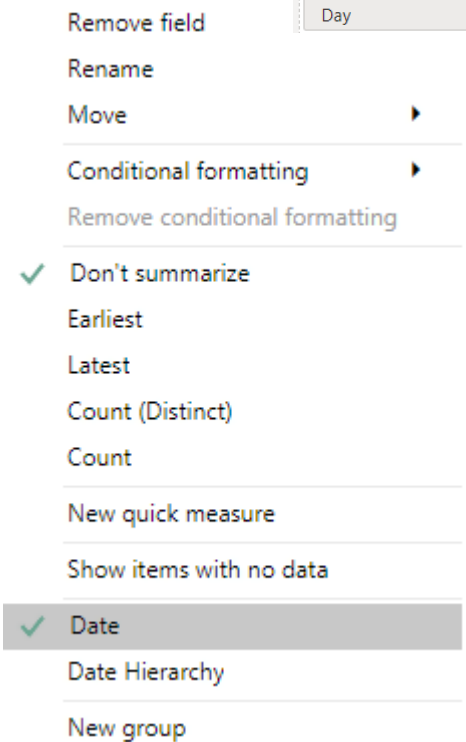 Remove field
Day
Rename
Move
Conditional formatting
Remove conditional formatting
Don't summarize
Earliest
Latest
Count (Distinct)
Count
New quick measure
Show items with no data
Date
Date Hierarchy
New group